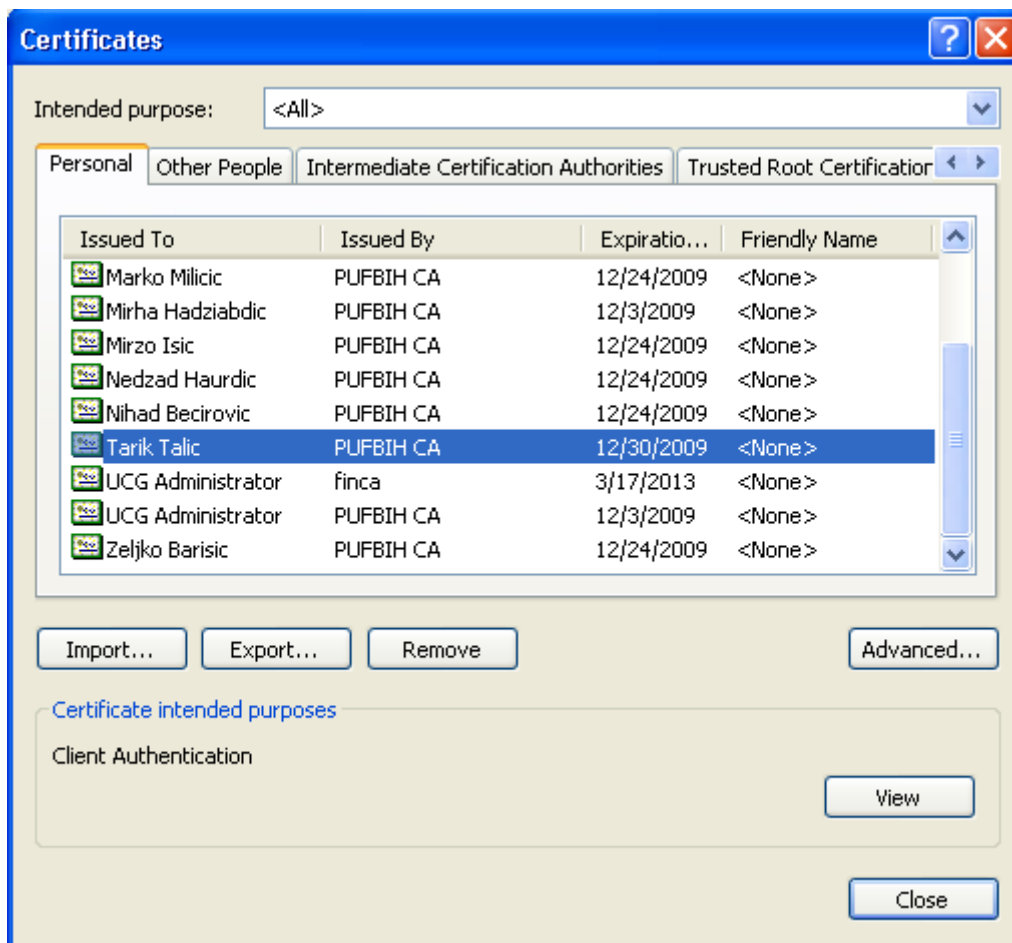 Certificates
Intended purpose: <All>
Personal Other People Intermediate Certification Authorities Trusted Root Certification
Issued To Issued By Expiratio... Friendly Name
Marko Milicic PUFBIH CA 12/24/2009 <None>
Mirha Hadziabdic PUFBIH CA 12/3/2009 <None>
Mirzo Isic PUFBIH CA 12/24/2009 <None>
Nedzad Haurdic PUFBIH CA 12/24/2009 <None>
Nihad Becirovic PUFBIH CA 12/24/2009 <None>
Tarik Talic PUFBIH CA 12/30/2009 <None>
UCG Administrator finca 3/17/2013 <None>
UCG Administrator PUFBIH CA 12/3/2009 <None>
Zeljko Barisic PUFBIH CA 12/24/2009 <None>
Import... Export... Remove Advanced...
Certificate intended purposes
Client Authentication
View
Close